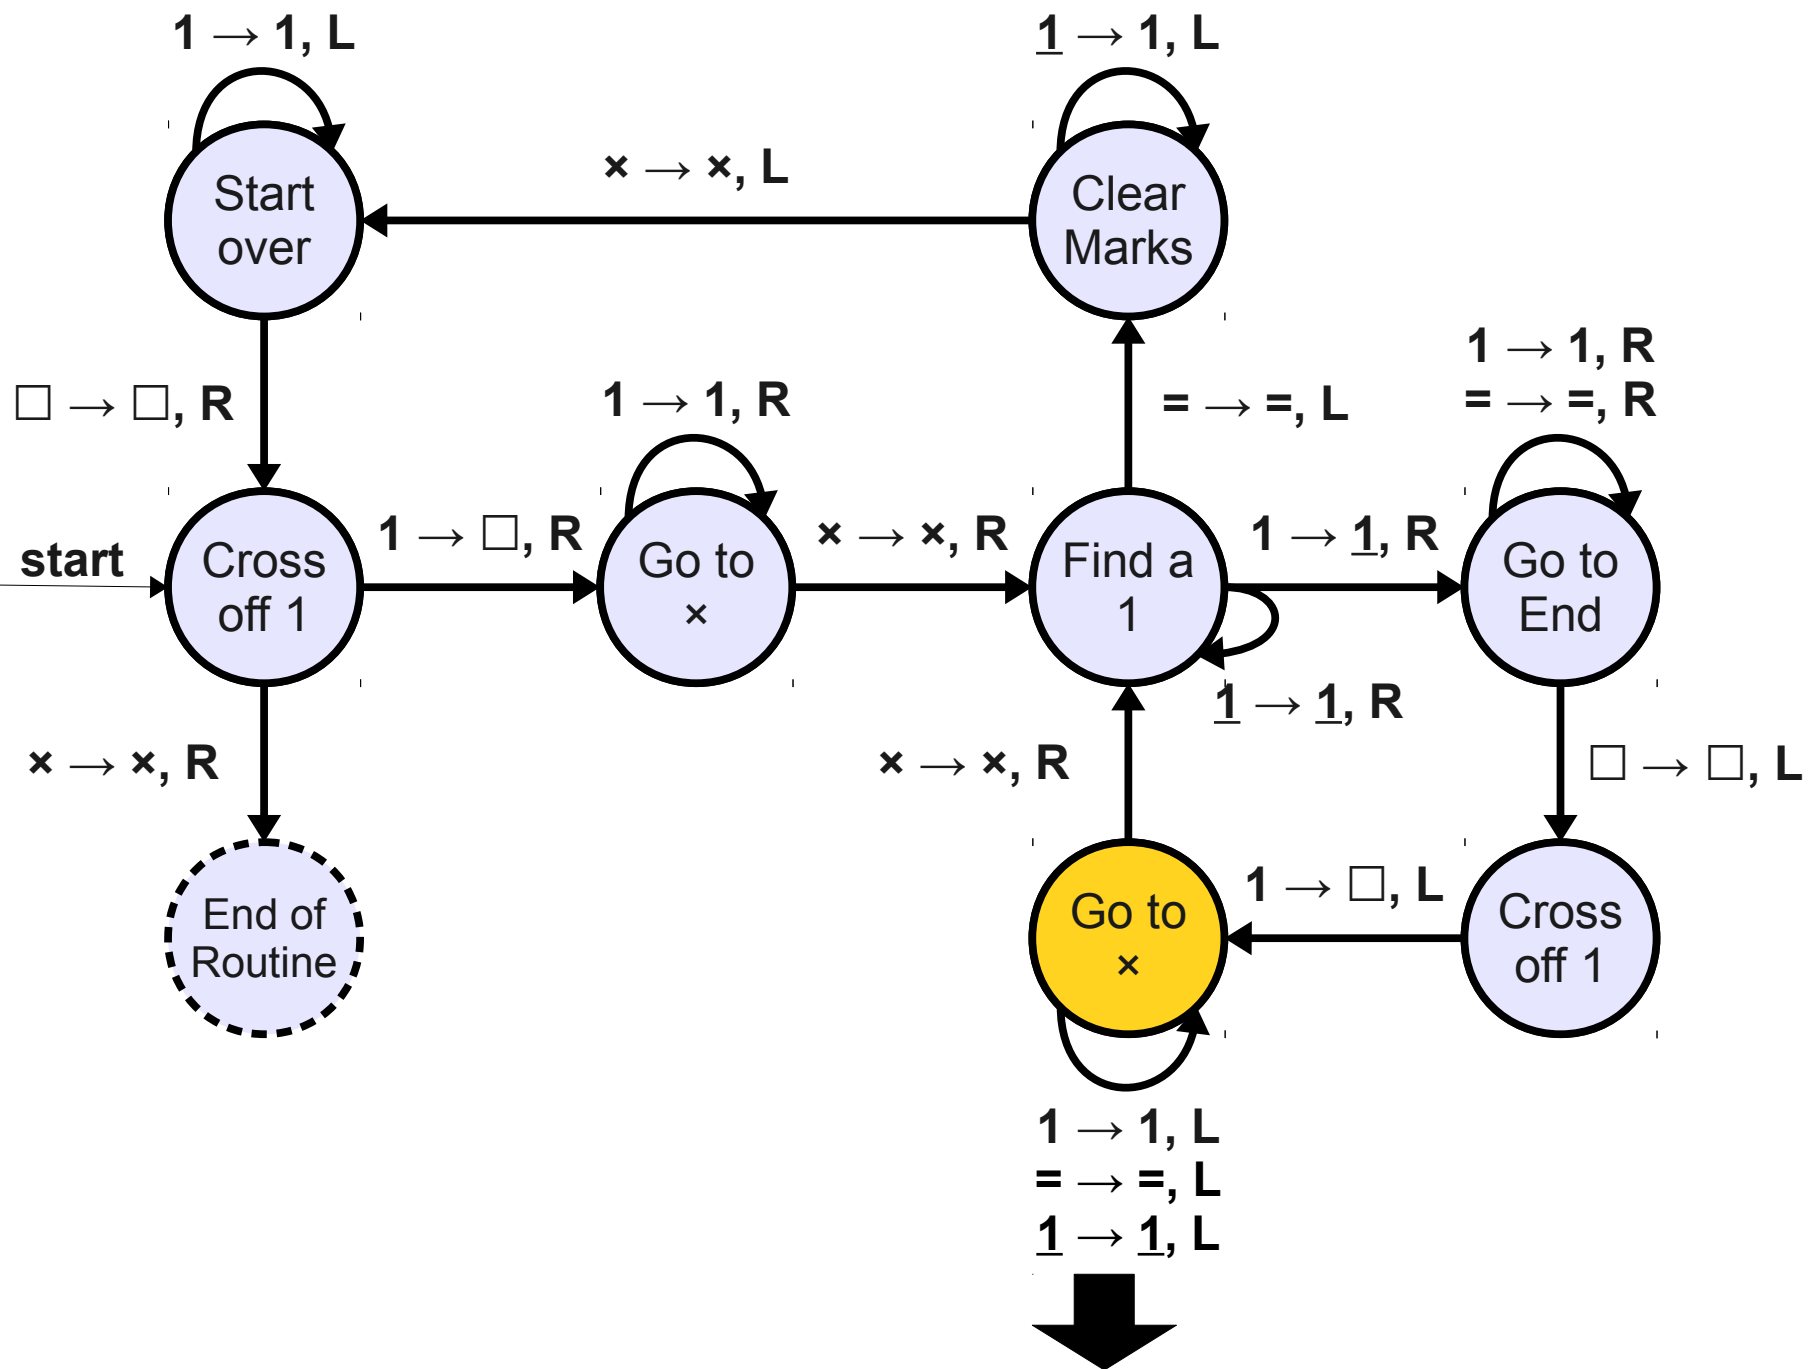 1 → 1, L
1 → 1, L
Start
over
× → ×, L
Clear
Marks
□ → □, R
1 → 1, R
= → =, L
1 → 1, R
= → =, R
start
Cross
off 1
1 → □, R
Go to
×
× → ×, R
Find a
1
1 → 1, R
Go to
End
1 → 1, R
× → ×, R
× → ×, R
□ → □, L
End of
Routine
Go to
×
1 → □, L
Cross
off 1
1 → 1, L
= → =, L
1 → 1, L